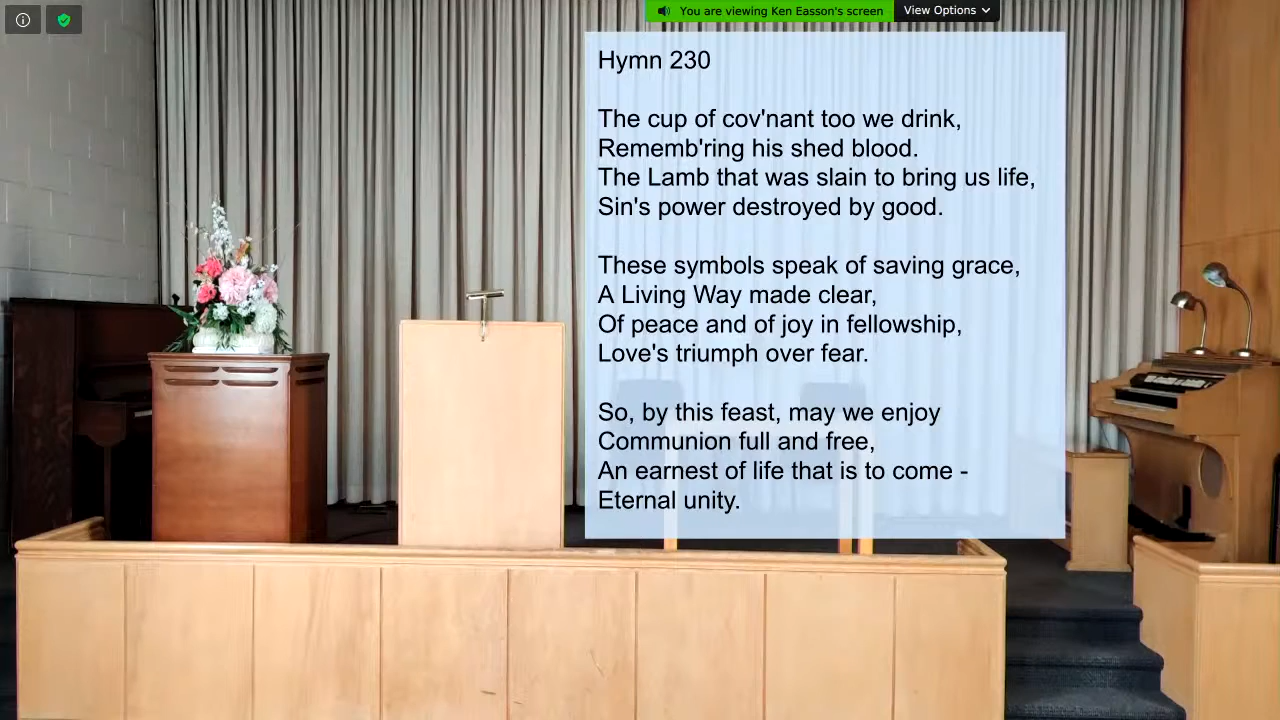 You are viewing Ken Easson's screen
View Options
Hymn 230
The cup of cov'nant too we drink,
Rememb'ring his shed blood.
The Lamb that was slain to bring us life,
Sin's power destroyed by good.
These symbols speak of saving grace,
A Living Way made clear,
Of peace and of joy in fellowship,
Love's triumph over fear.
So, by this feast, may we enjoy
Communion full and free,
An earnest of life that is to come -
Eternal unity.